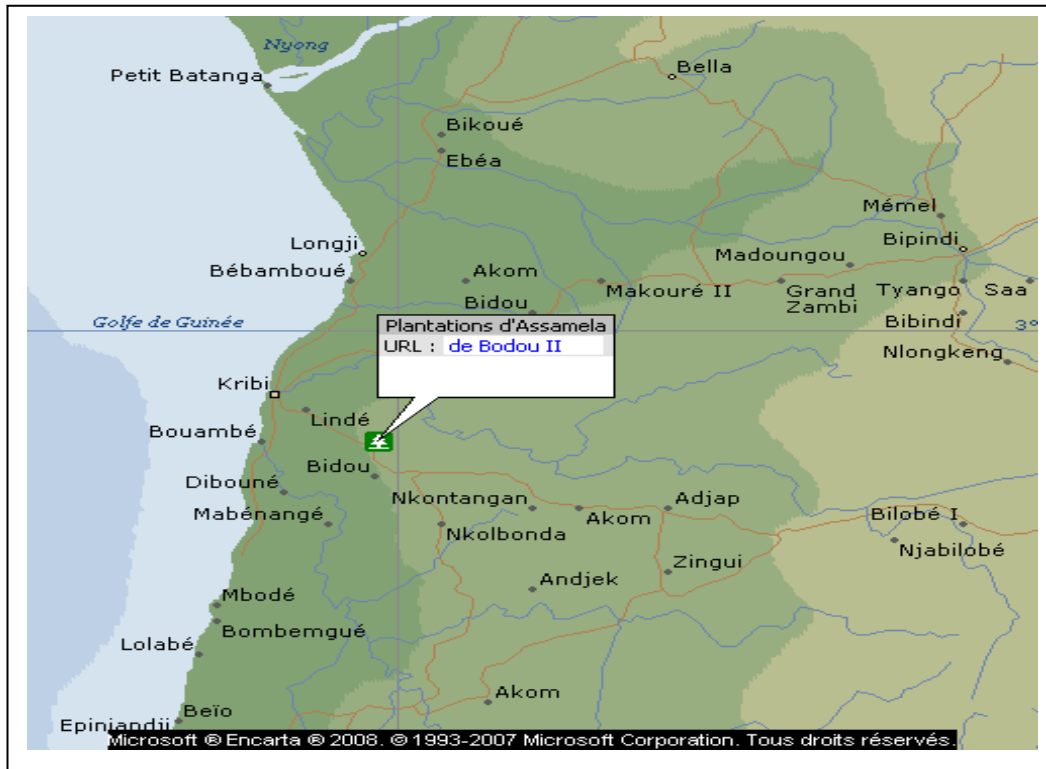 Nyong
Petit Batanga
Bella
Bikoué
Ebéa
Mémel
Longji
Bipindi
Madoungou
Bébamboué
Akom
Makouré II
Grand
Zambi
Tyango
Saa
Bidou
Golfe de Guinée
Bibindi
3°
Plantations d'Assamela
URL : de Bodou II
Nlongkeng
Kribi
Lindé
Bouambé
Bidou
Dibouné
Nkontangan
Adjap
Mabénangé
Akom
Bilobé I
Nkolbonda
Njabilobé
Zingui
Andjek
Mbodé
Bombemgué
Lolabé
Akom
Beïo
Epiniandji
Microsoft ® Encarta ® 2008. © 1993-2007 Microsoft Corporation. Tous droits réservés.